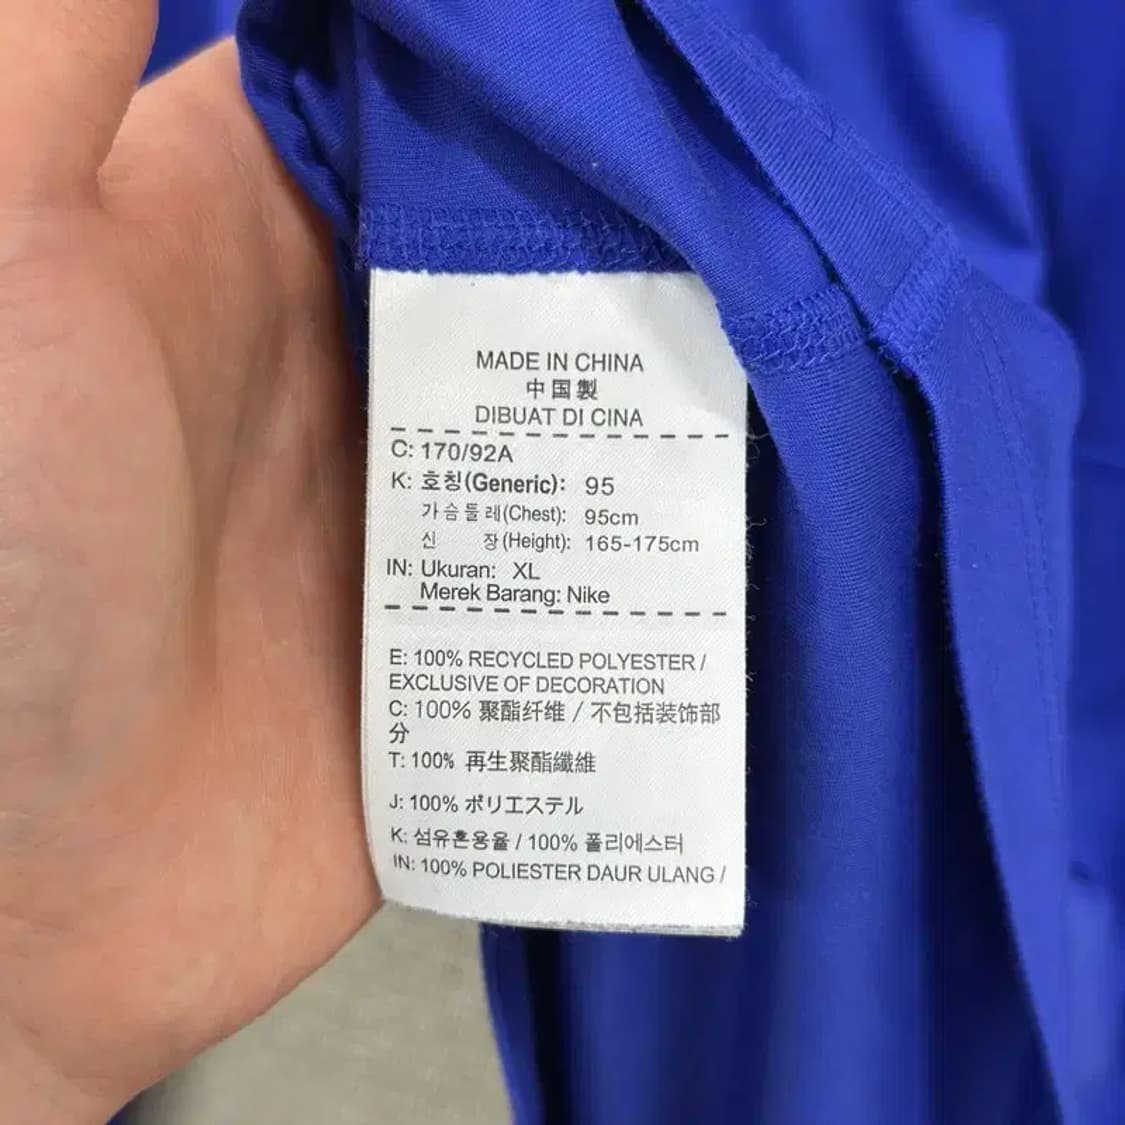 MADE IN CHINA
中国製
DIBUAT DI CINA
C: 170/92A
K: 호칭(Generic): 95
가슴둘레(Chest): 95cm
신 장(Height): 165-175cm
IN: Ukuran: XL
Merek Barang: Nike
E: 100% RECYCLED POLYESTER /
EXCLUSIVE OF DECORATION
C: 100% 聚酯纤维 / 不包括装饰部
分
T: 100% 再生聚酯纖維
J: 100% ポリエステル
K: 섬유혼용율 / 100% 폴리에스터
IN: 100% POLIESTER DAUR ULANG /